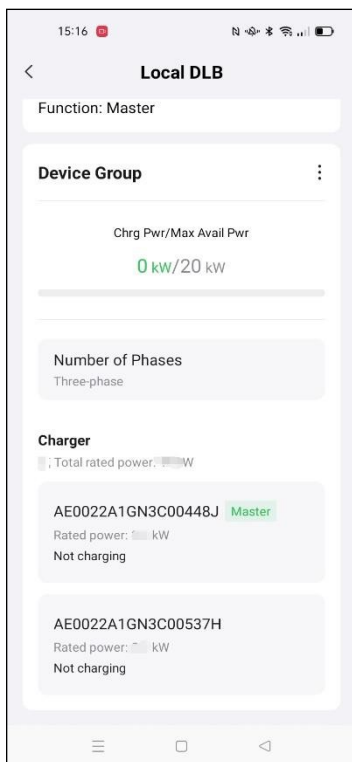 15:16
Local DLB
Function: Master
Device Group
Chrg Pwr/Max Avail Pwr
0 kW/20 kW
Number of Phases
Three-phase
Charger
; Total rated power: W
AE0022A1GN3C00448J Master
Rated power: kW
Not charging
AE0022A1GN3C00537H
Rated power: kW
Not charging